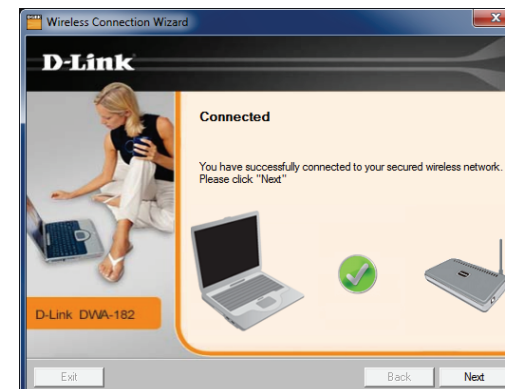 Wireless Connection Wizard
D-Link
Connected
You have successfully connected to your secured wireless network.
Please click "Next"
D-Link DWA-182
Exit
Back
Next